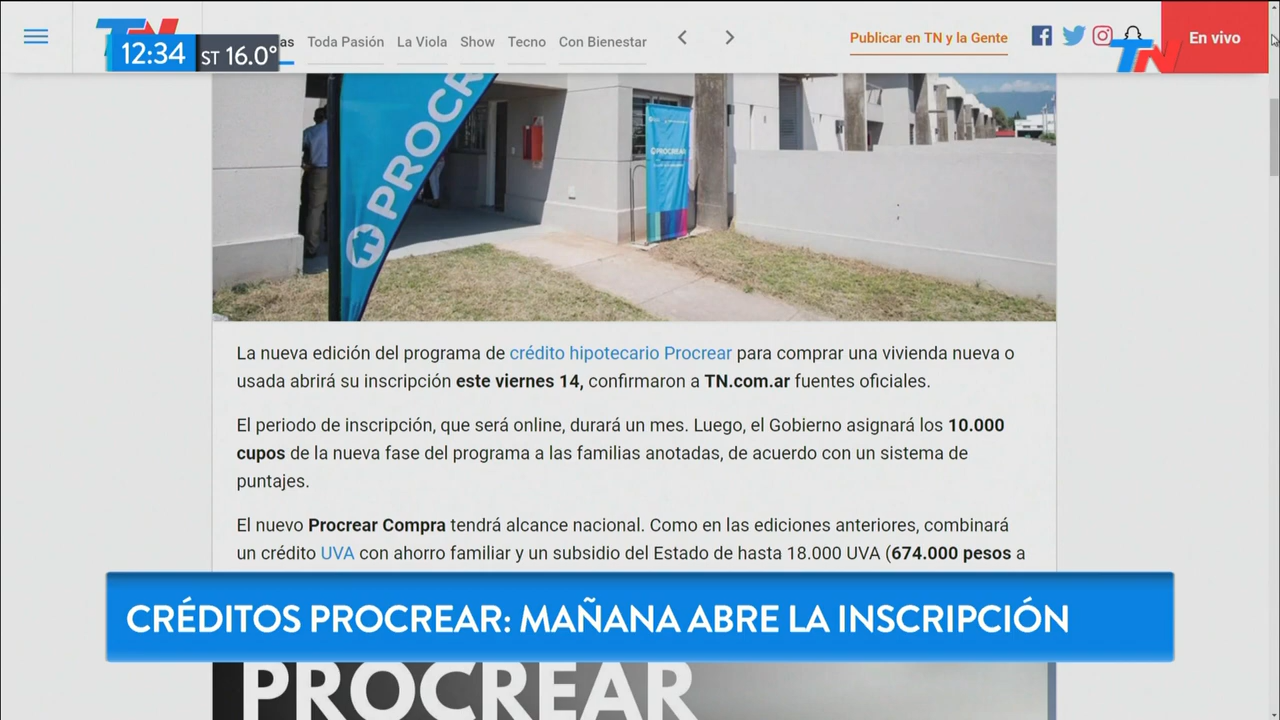 TN
12:34
ST 16.0°
as
Toda Pasión
La Viola
Show
Tecno
Con Bienestar
Publicar en TN y la Gente
TN
En vivo
PROCR
PROCREAR
La nueva edición del programa de crédito hipotecario Procrear para comprar una vivienda nueva o
usada abrirá su inscripción este viernes 14, confirmaron a TN.com.ar fuentes oficiales.
El periodo de inscripción, que será online, durará un mes. Luego, el Gobierno asignará los 10.000
cupos de la nueva fase del programa a las familias anotadas, de acuerdo con un sistema de
puntajes.
El nuevo Procrear Compra tendrá alcance nacional. Como en las ediciones anteriores, combinará
un crédito UVA con ahorro familiar y un subsidio del Estado de hasta 18.000 UVA (674.000 pesos a
CRÉDITOS PROCREAR: MAÑANA ABRE LA INSCRIPCIÓN
PROCREAR